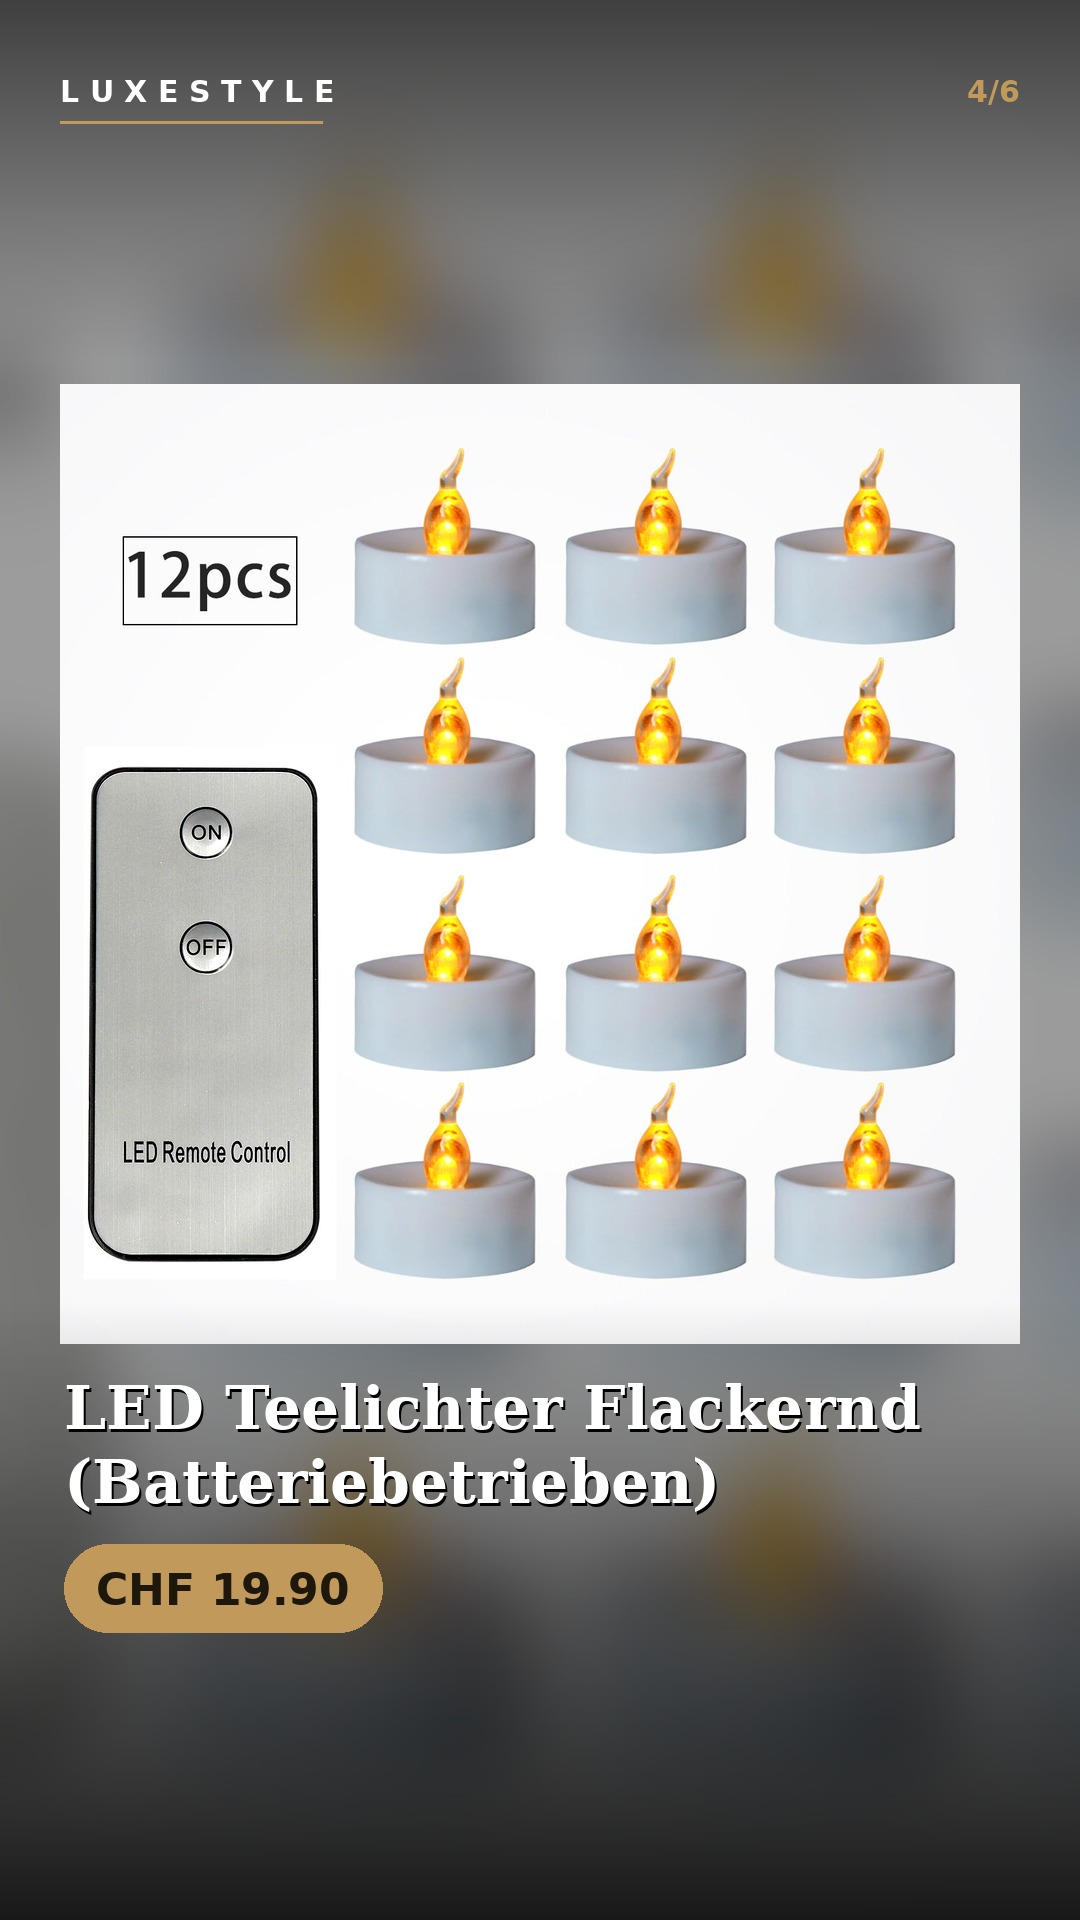 LUXESTYLE
4/6
12pcs
ON
OFF
LED Remote Control
LED Teelichter Flackernd
(Batteriebetrieben)
CHF 19.90